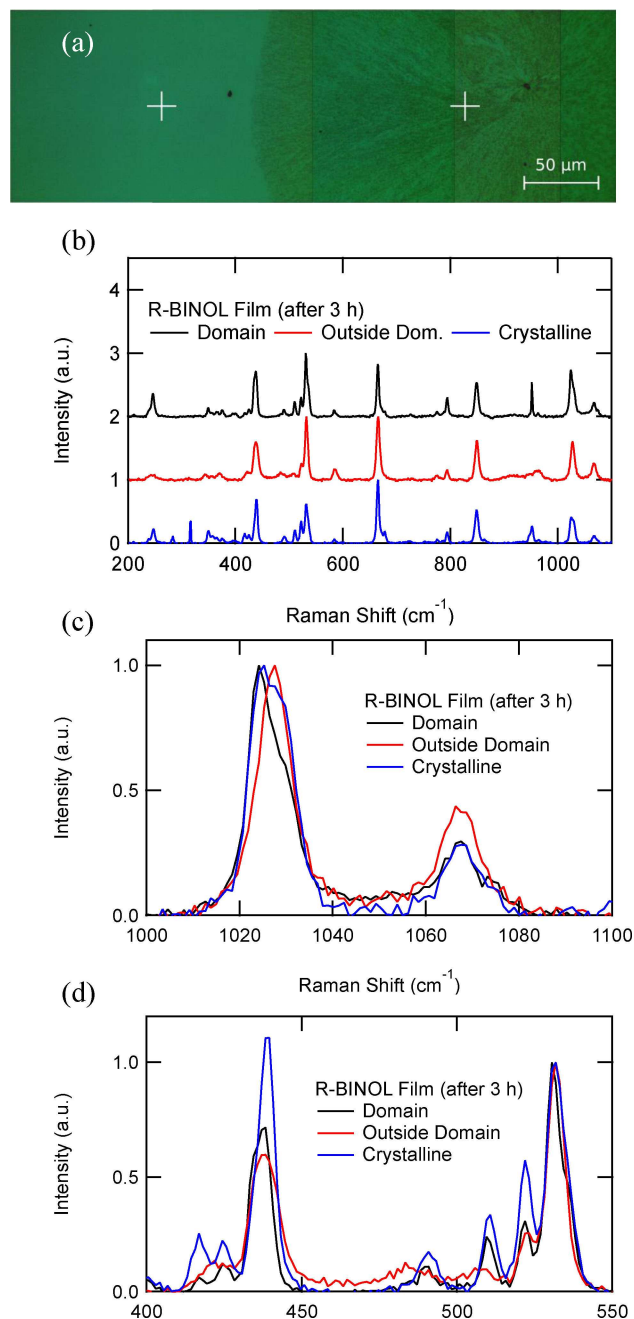 (a)
50 μm
(b)
4
3
2
1
0
Intensity (a.u.)
R-BINOL Film (after 3 h)
Domain Outside Dom. Crystalline
200 400 600 800 1000
Raman Shift (cm-1)
(c)
1.0
0.5
0.0
Intensity (a.u.)
R-BINOL Film (after 3 h)
Domain
Outside Domain
Crystalline
1000 1020 1040 1060 1080 1100
Raman Shift (cm-1)
(d)
1.0
0.5
0.0
Intensity (a.u.)
R-BINOL Film (after 3 h)
Domain
Outside Domain
Crystalline
400 450 500 550